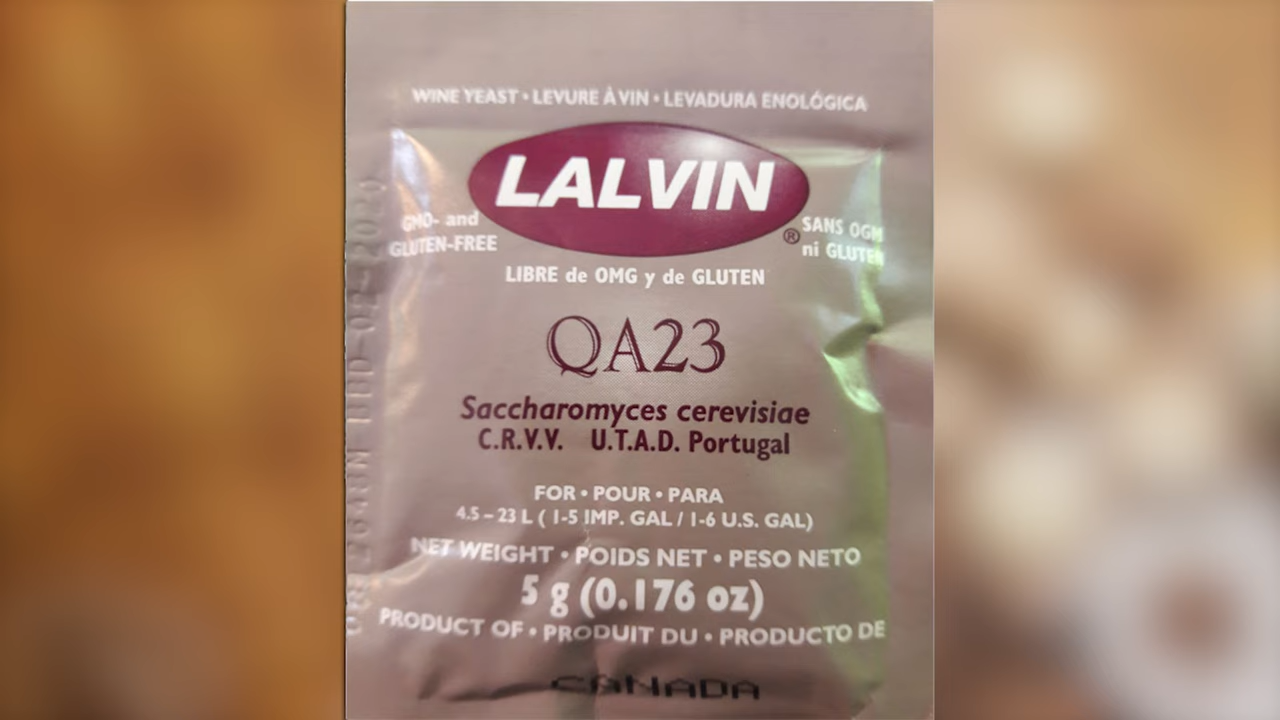 WINE YEAST • LEVURE À VIN • LEVADURA ENOLÓGICA
LALVIN®
GMO- and
GLUTEN-FREE
SANS OGM
ni GLUTEN
LIBRE de OMG y de GLUTEN
QA23
Saccharomyces cerevisiae
C.R.V.V. U.T.A.D. Portugal
FOR • POUR • PARA
4.5 – 23 L ( 1-5 IMP. GAL / 1-6 U.S. GAL)
NET WEIGHT • POIDS NET • PESO NETO
5 g (0.176 oz)
PRODUCT OF • PRODUIT DU • PRODUCTO DE
CANADA